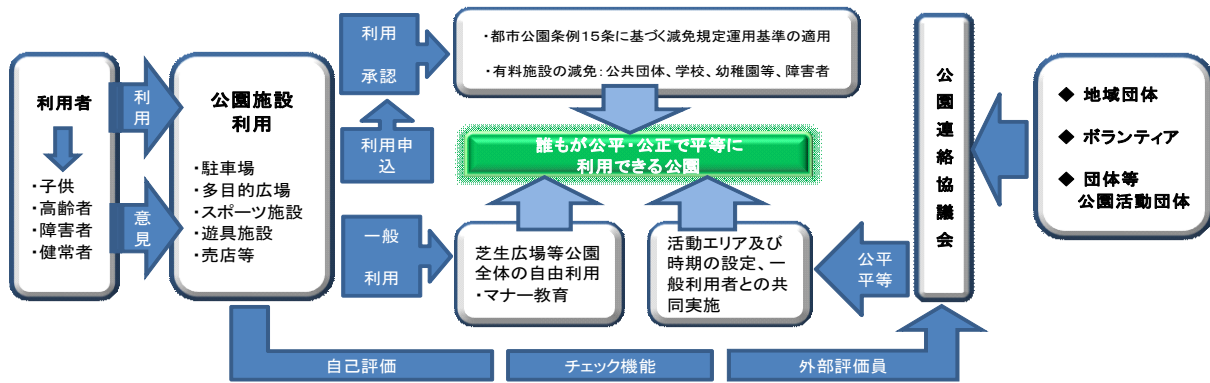 利用者
・子供
・高齢者
・障害者
・健常者
利用
意見
公園施設
利用
・駐車場
・多目的広場
・スポーツ施設
・遊具施設
・売店等
利用
承認
利用申
込
一般
利用
・都市公園条例15条に基づく減免規定運用基準の適用
・有料施設の減免:公共団体、学校、幼稚園等、障害者
誰もが公平・公正で平等に
利用できる公園
芝生広場等公園
全体の自由利用
・マナー教育
活動エリア及び
時期の設定、一
般利用者との共
同実施
公平
平等
公園連絡協議会
◆ 地域団体
◆ ボランティア
◆ 団体等
公園活動団体
自己評価
チェック機能
外部評価員